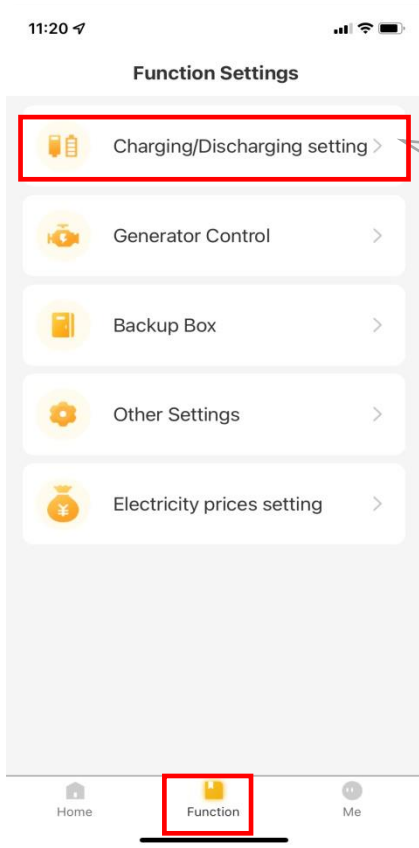 11:20
Function Settings
Charging/Discharging setting
Generator Control
Backup Box
Other Settings
¥
Electricity prices setting
Home
Function
Me